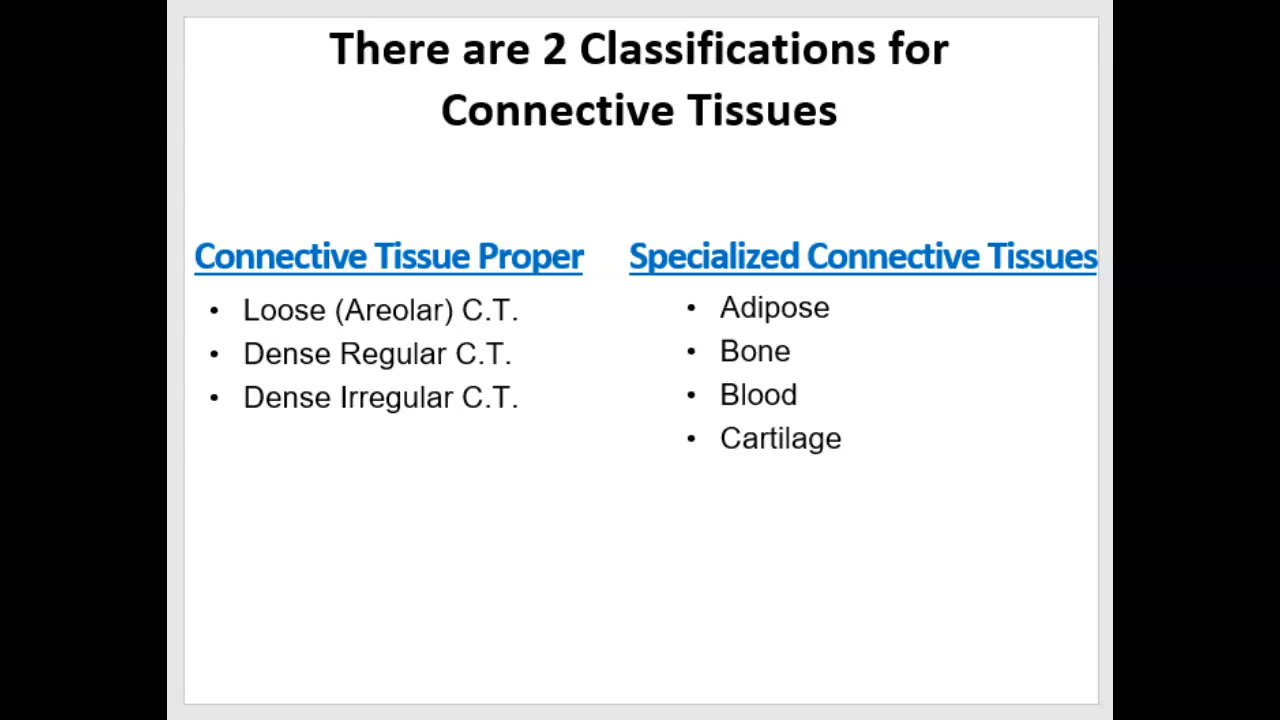 There are 2 Classifications for
Connective Tissues
Connective Tissue Proper
• Loose (Areolar) C.T.
• Dense Regular C.T.
• Dense Irregular C.T.
Specialized Connective Tissues
• Adipose
• Bone
• Blood
• Cartilage